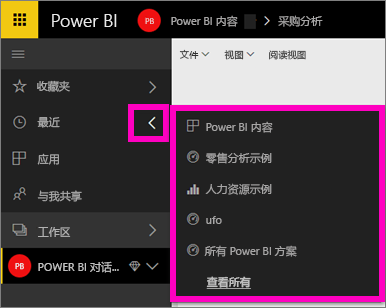 Power BI
PB Power BI 内容 > 采购分析
文件 视图 阅读视图
收藏夹
最近
应用
与我共享
工作区
PB POWER BI 对话...
Power BI 内容
零售分析示例
人力资源示例
ufo
所有 Power BI 方案
查看所有